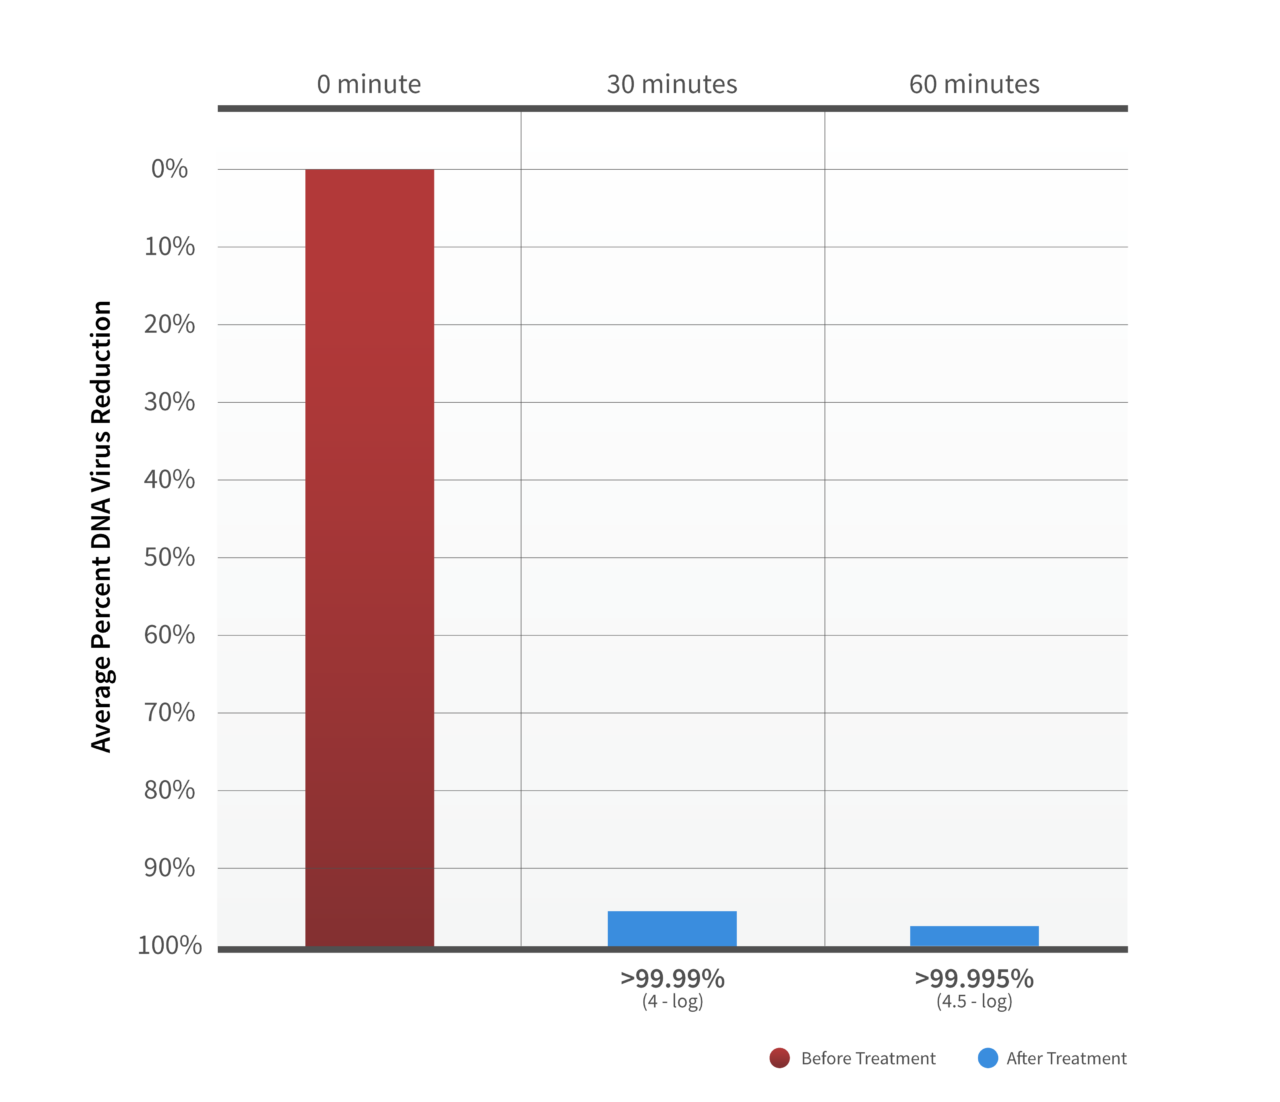 0 minute
30 minutes
60 minutes
Average Percent DNA Virus Reduction
0%
10%
20%
30%
40%
50%
60%
70%
80%
90%
100%
>99.99%
(4 - log)
>99.995%
(4.5 - log)
Before Treatment
After Treatment